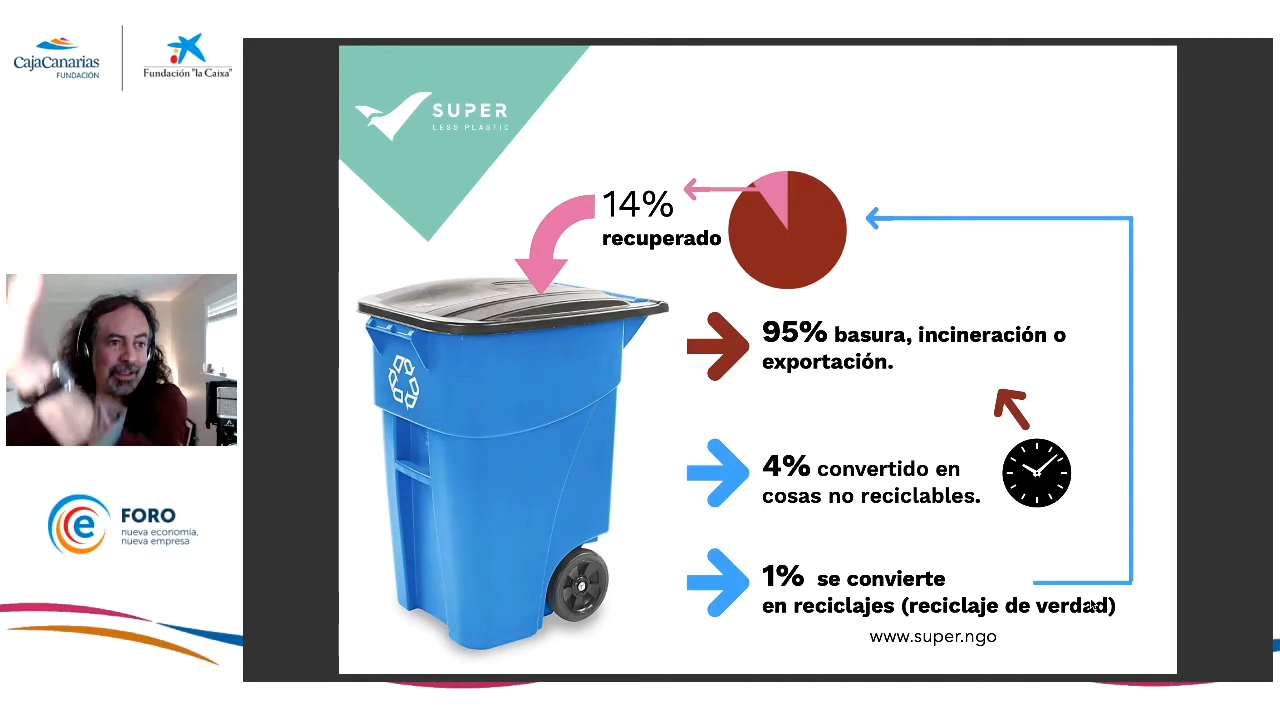 CajaCanarias
FUNDACIÓN
Fundación "la Caixa"
SUPER
LESS PLASTIC
14%
recuperado
95% basura, incineración o
exportación.
4% convertido en
cosas no reciclables.
1% se convierte
en reciclajes (reciclaje de verdad)
www.super.ngo
e
FORO
nueva economía,
nueva empresa